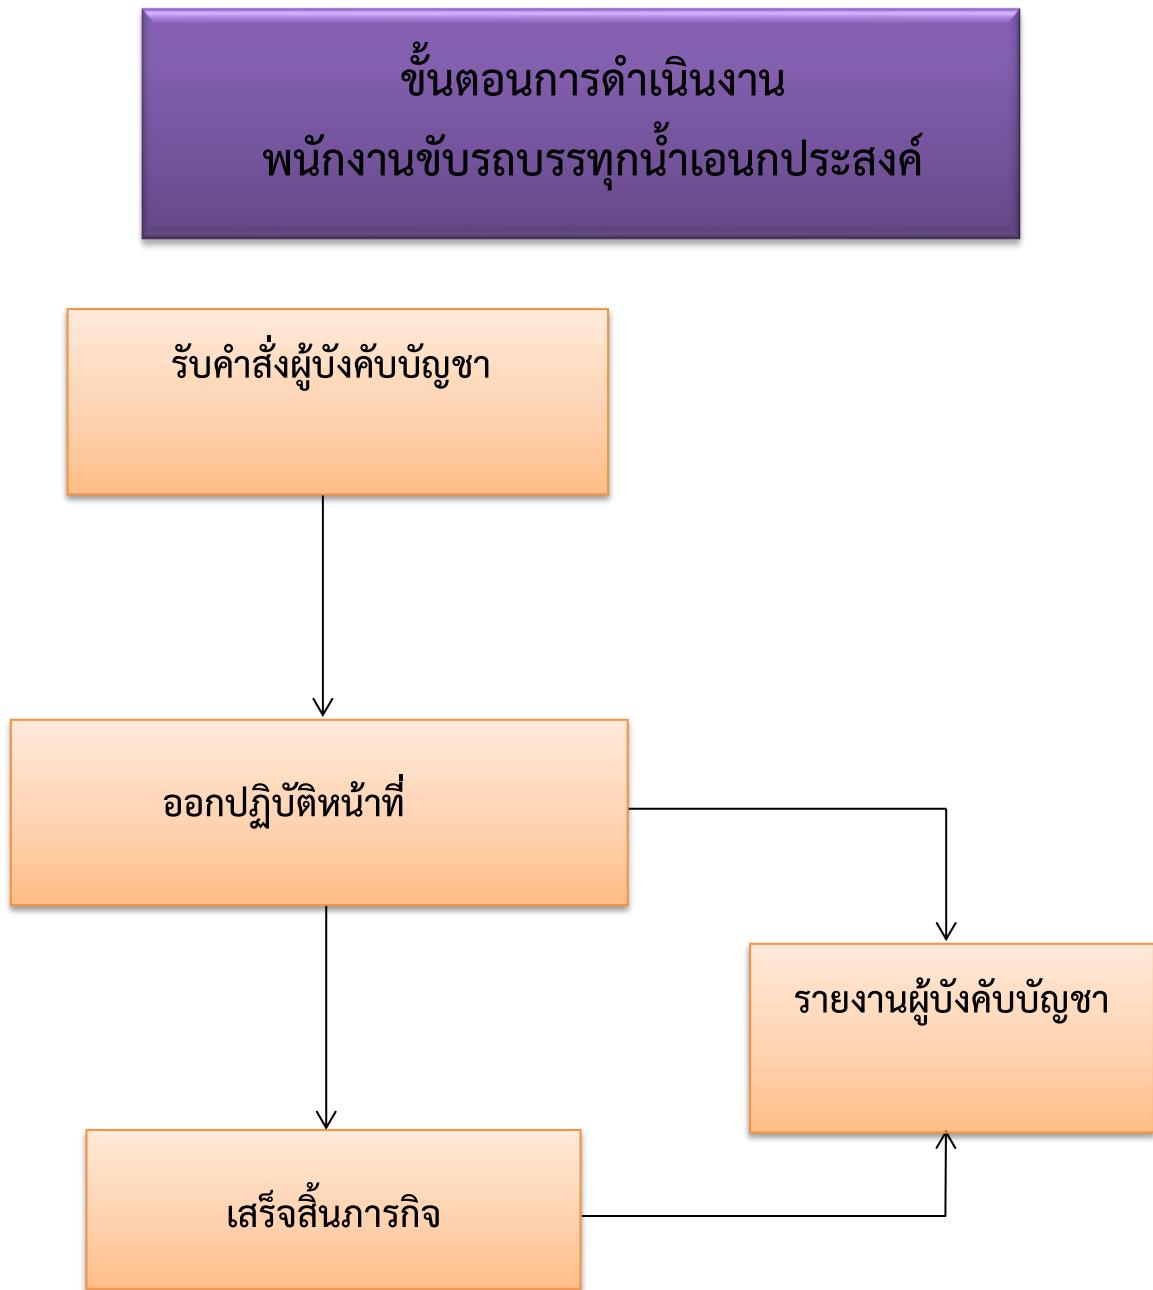 ขั้นตอนการดำเนินงาน
พนักงานขับรถบรรทุกน้ำเอนกประสงค์
รับคำสั่งผู้บังคับบัญชา
ออกปฏิบัติหน้าที่
รายงานผู้บังคับบัญชา
เสร็จสิ้นภารกิจ